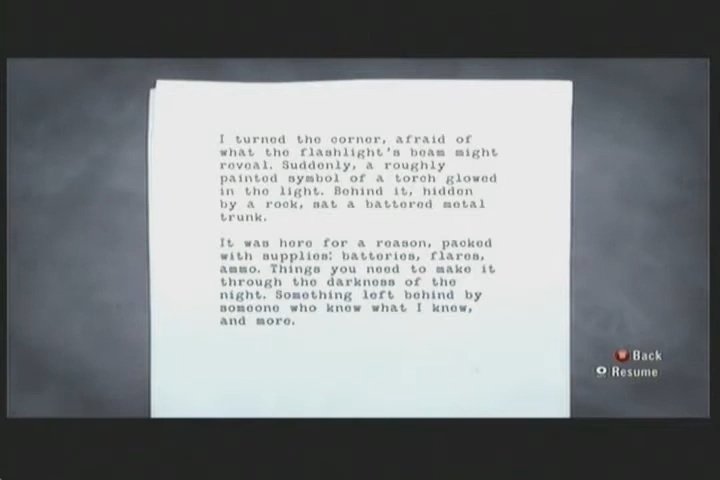 I turned the corner, afraid of
what the flashlight's beam might
reveal. Suddenly, a roughly
painted symbol of a torch glowed
in the light. Behind it, hidden
by a rock, sat a battered metal
trunk.
It was here for a reason, packed
with supplies: batteries, flares,
ammo. Things you need to make it
through the darkness of the
night. Something left behind by
someone who knew what I knew,
and more.
Back
Resume